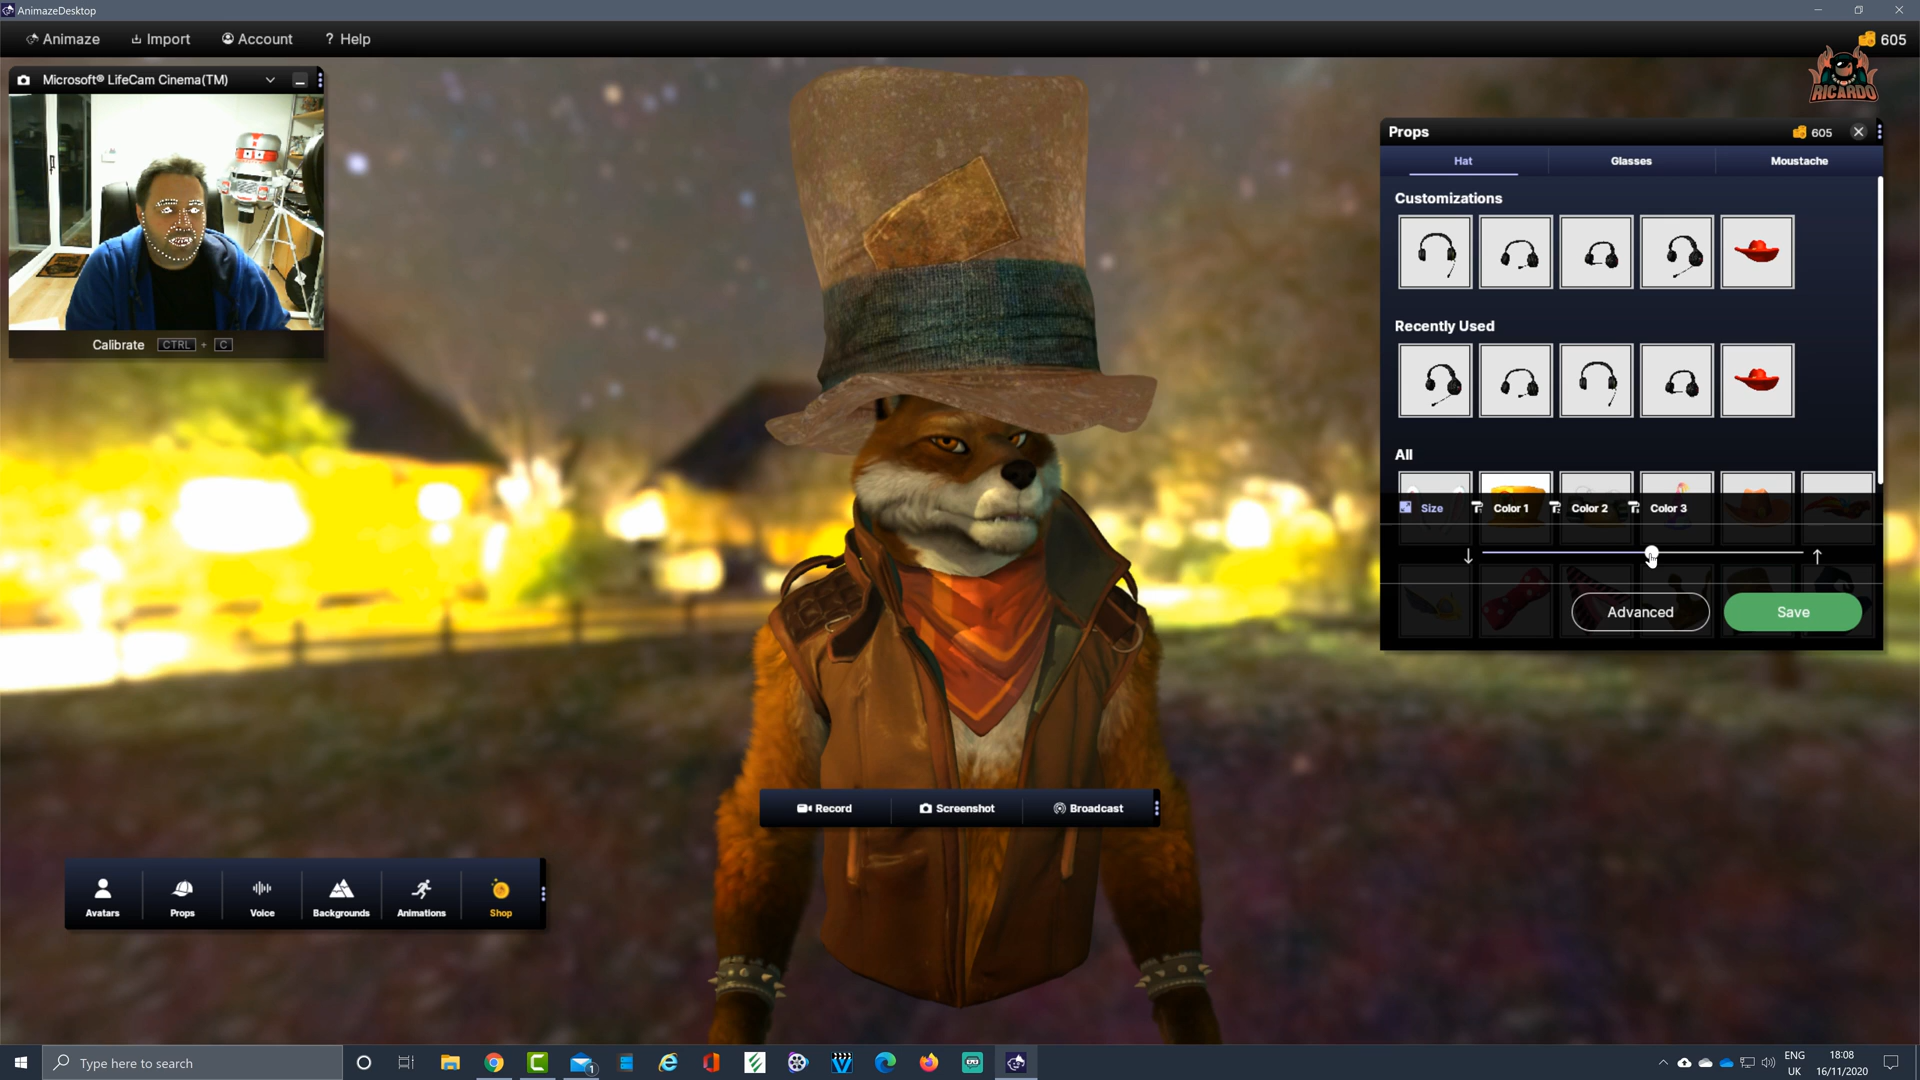 AnimazeDesktop
Animaze Import Account ? Help
605
RICARDO
Microsoft® LifeCam Cinema(TM)
Calibrate CTRL + C
Props 605
Hat Glasses Moustache
Customizations
Recently Used
All
Size Color 1 Color 2 Color 3
Advanced Save
Record Screenshot Broadcast
Avatars Props Voice Backgrounds Animations Shop
Type here to search
1
ENG
UK
18:08
16/11/2020